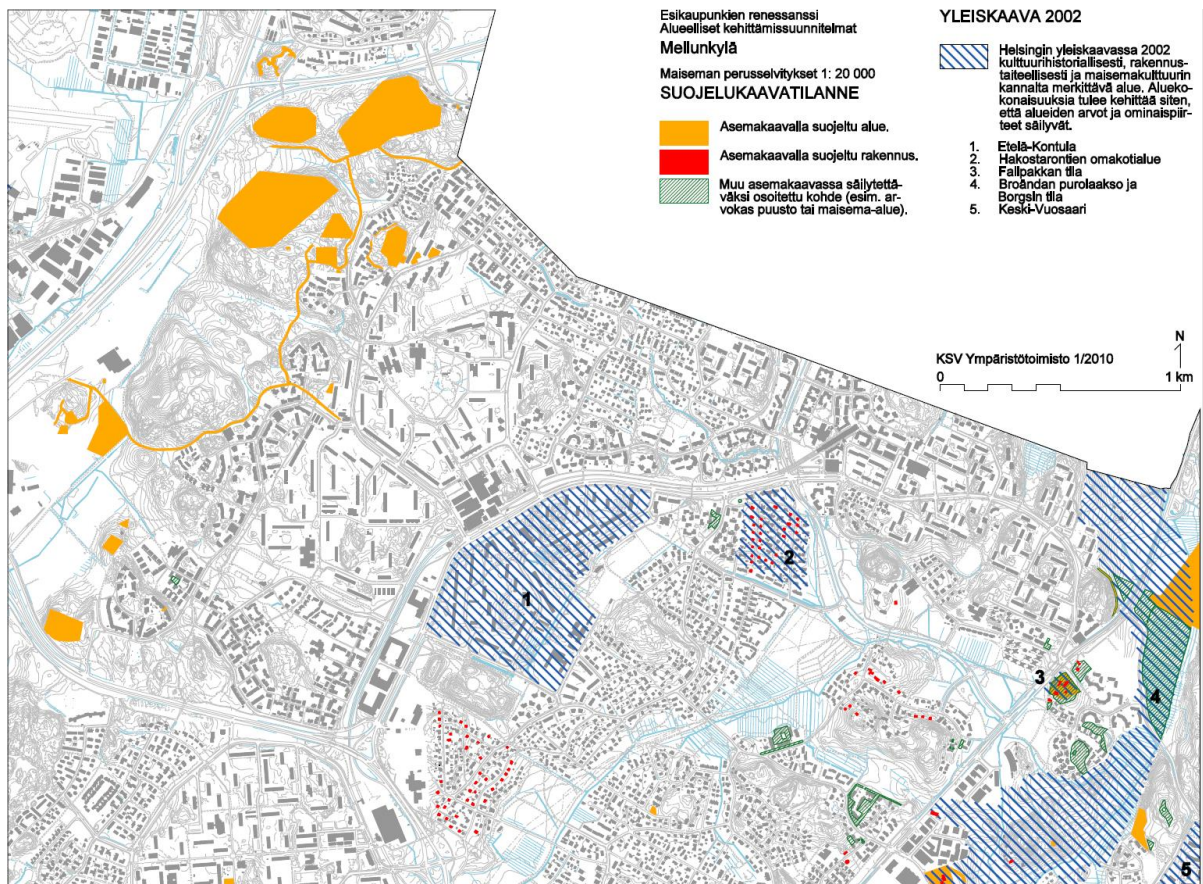 Esikaupunkien renessanssi
Alueelliset kehittämissuunnitelmat
Mellunkylä
Maiseman perusselvitykset 1: 20 000
SUOJELUKAAVATILANNE
Asemakaavalla suojeltu alue.
Asemakaavalla suojeltu rakennus.
Muu asemakaavassa säilytettä-
väksi osoitettu kohde (esim. ar-
vokas puusto tai maisema-alue).
YLEISKAAVA 2002
Helsingin yleiskaavassa 2002
kulttuurihistoriallisesti, rakennus-
taiteellisesti ja maisemakulttuurin
kannalta merkittävä alue. Alueko-
konaisuuksia tulee kehittää siten,
että alueiden arvot ja ominaispiir-
teet säilyvät.
1. Etelä-Kontula
2. Hakostarontien omakotialue
3. Fallpakkan tila
4. Broändan purolaakso ja
Borgsin tila
5. Keski-Vuosaari
N
KSV Ympäristötoimisto 1/2010
0 1 km
1
2
3
4
5